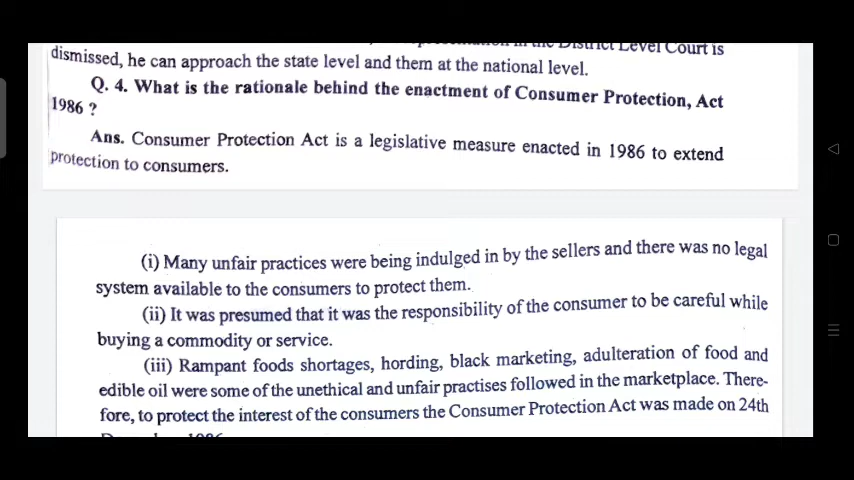 in the District Level Court is
dismissed, he can approach the state level and them at the national level.
Q. 4. What is the rationale behind the enactment of Consumer Protection, Act
1986 ?
Ans. Consumer Protection Act is a legislative measure enacted in 1986 to extend
protection to consumers.
(i) Many unfair practices were being indulged in by the sellers and there was no legal
system available to the consumers to protect them.
(ii) It was presumed that it was the responsibility of the consumer to be careful while
buying a commodity or service.
(iii) Rampant foods shortages, hording, black marketing, adulteration of food and
edible oil were some of the unethical and unfair practises followed in the marketplace. There-
fore, to protect the interest of the consumers the Consumer Protection Act was made on 24th